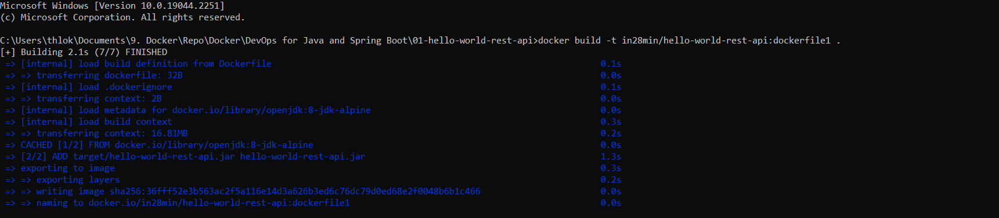 Microsoft Windows [Version 10.0.19044.2251]
(c) Microsoft Corporation. All rights reserved.
C:\Users\thlok\Documents\9. Docker\Repo\Docker\DevOps for Java and Spring Boot\01-hello-world-rest-api>docker build -t in28min/hello-world-rest-api:dockerfile1 .
[+] Building 2.1s (7/7) FINISHED
=> [internal] load build definition from Dockerfile 0.1s
=> => transferring dockerfile: 32B 0.0s
=> [internal] load .dockerignore 0.1s
=> => transferring context: 2B 0.0s
=> [internal] load metadata for docker.io/library/openjdk:8-jdk-alpine 0.0s
=> [internal] load build context 0.3s
=> => transferring context: 16.81MB 0.2s
=> CACHED [1/2] FROM docker.io/library/openjdk:8-jdk-alpine 0.0s
=> [2/2] ADD target/hello-world-rest-api.jar hello-world-rest-api.jar 1.3s
=> exporting to image 0.3s
=> => exporting layers 0.2s
=> => writing image sha256:36fff52e3b563ac2f5a116e14d3a626b3ed6c76dc79d0ed68e2f0048b6b1c466 0.0s
=> => naming to docker.io/in28min/hello-world-rest-api:dockerfile1 0.0s